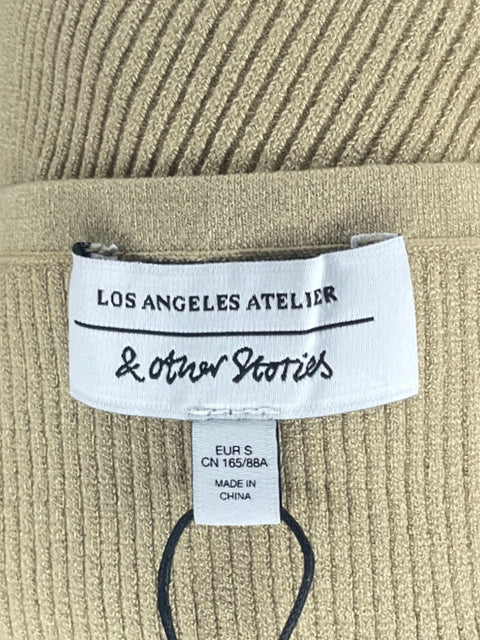 LOS ANGELES ATELIER
& other Stories
EUR S
CN 165/88A
MADE IN
CHINA